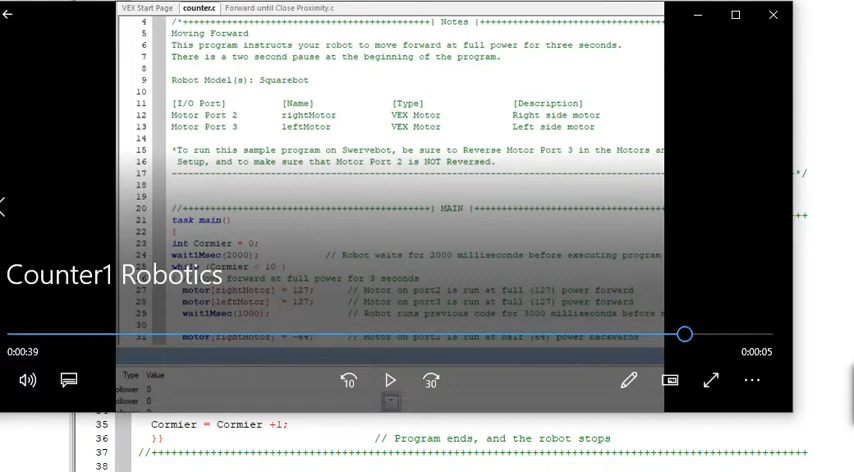 VEX Start Page counter.c Forward until Close Proximity.c
4 /*++++++++++++++++++++++++++++++++++++++| Notes |++++++++++++++++++++++++++++
5 Moving Forward
6 This program instructs your robot to move forward at full power for three seconds.
7 There is a two second pause at the beginning of the program.
8
9 Robot Model(s): Squarebot
10
11 [I/O Port] [Name] [Type] [Description]
12 Motor Port 2 rightMotor VEX Motor Right side motor
13 Motor Port 3 leftMotor VEX Motor Left side motor
14
15 *To run this sample program on Swervebot, be sure to Reverse Motor Port 3 in the Motors an
16 Setup, and to make sure that Motor Port 2 is NOT Reversed.
17 ----------------------------------------------------------------------------*/
18
19
20 //++++++++++++++++++++++++++++++++++++++| MAIN |++++++++++++++++++++++++++++
21 task main()
22 {
23 int Cormier = 0;
24 wait1Msec(2000); // Robot waits for 2000 milliseconds before executing program
while (Cormier < 10 )
Counter1 Robotics
forward at full power for 3 seconds
27 motor[rightMotor] = 127; // Motor on port2 is run at full (127) power forward
28 motor[leftMotor] = 127; // Motor on port3 is run at full (127) power forward
29 wait1Msec(1000); // Robot runs previous code for 3000 milliseconds before m
30
31 motor[rightMotor] = -64; // Motor on port2 is run at half (64) power backwards
0:00:39 0:00:05
Type Value
ollower 0
ollower 0
10 30
35 Cormier = Cormier +1;
36 }} // Program ends, and the robot stops
37 //++++++++++++++++++++++++++++++++++++++++++++++++++++++++++++++++++++++++++++
38